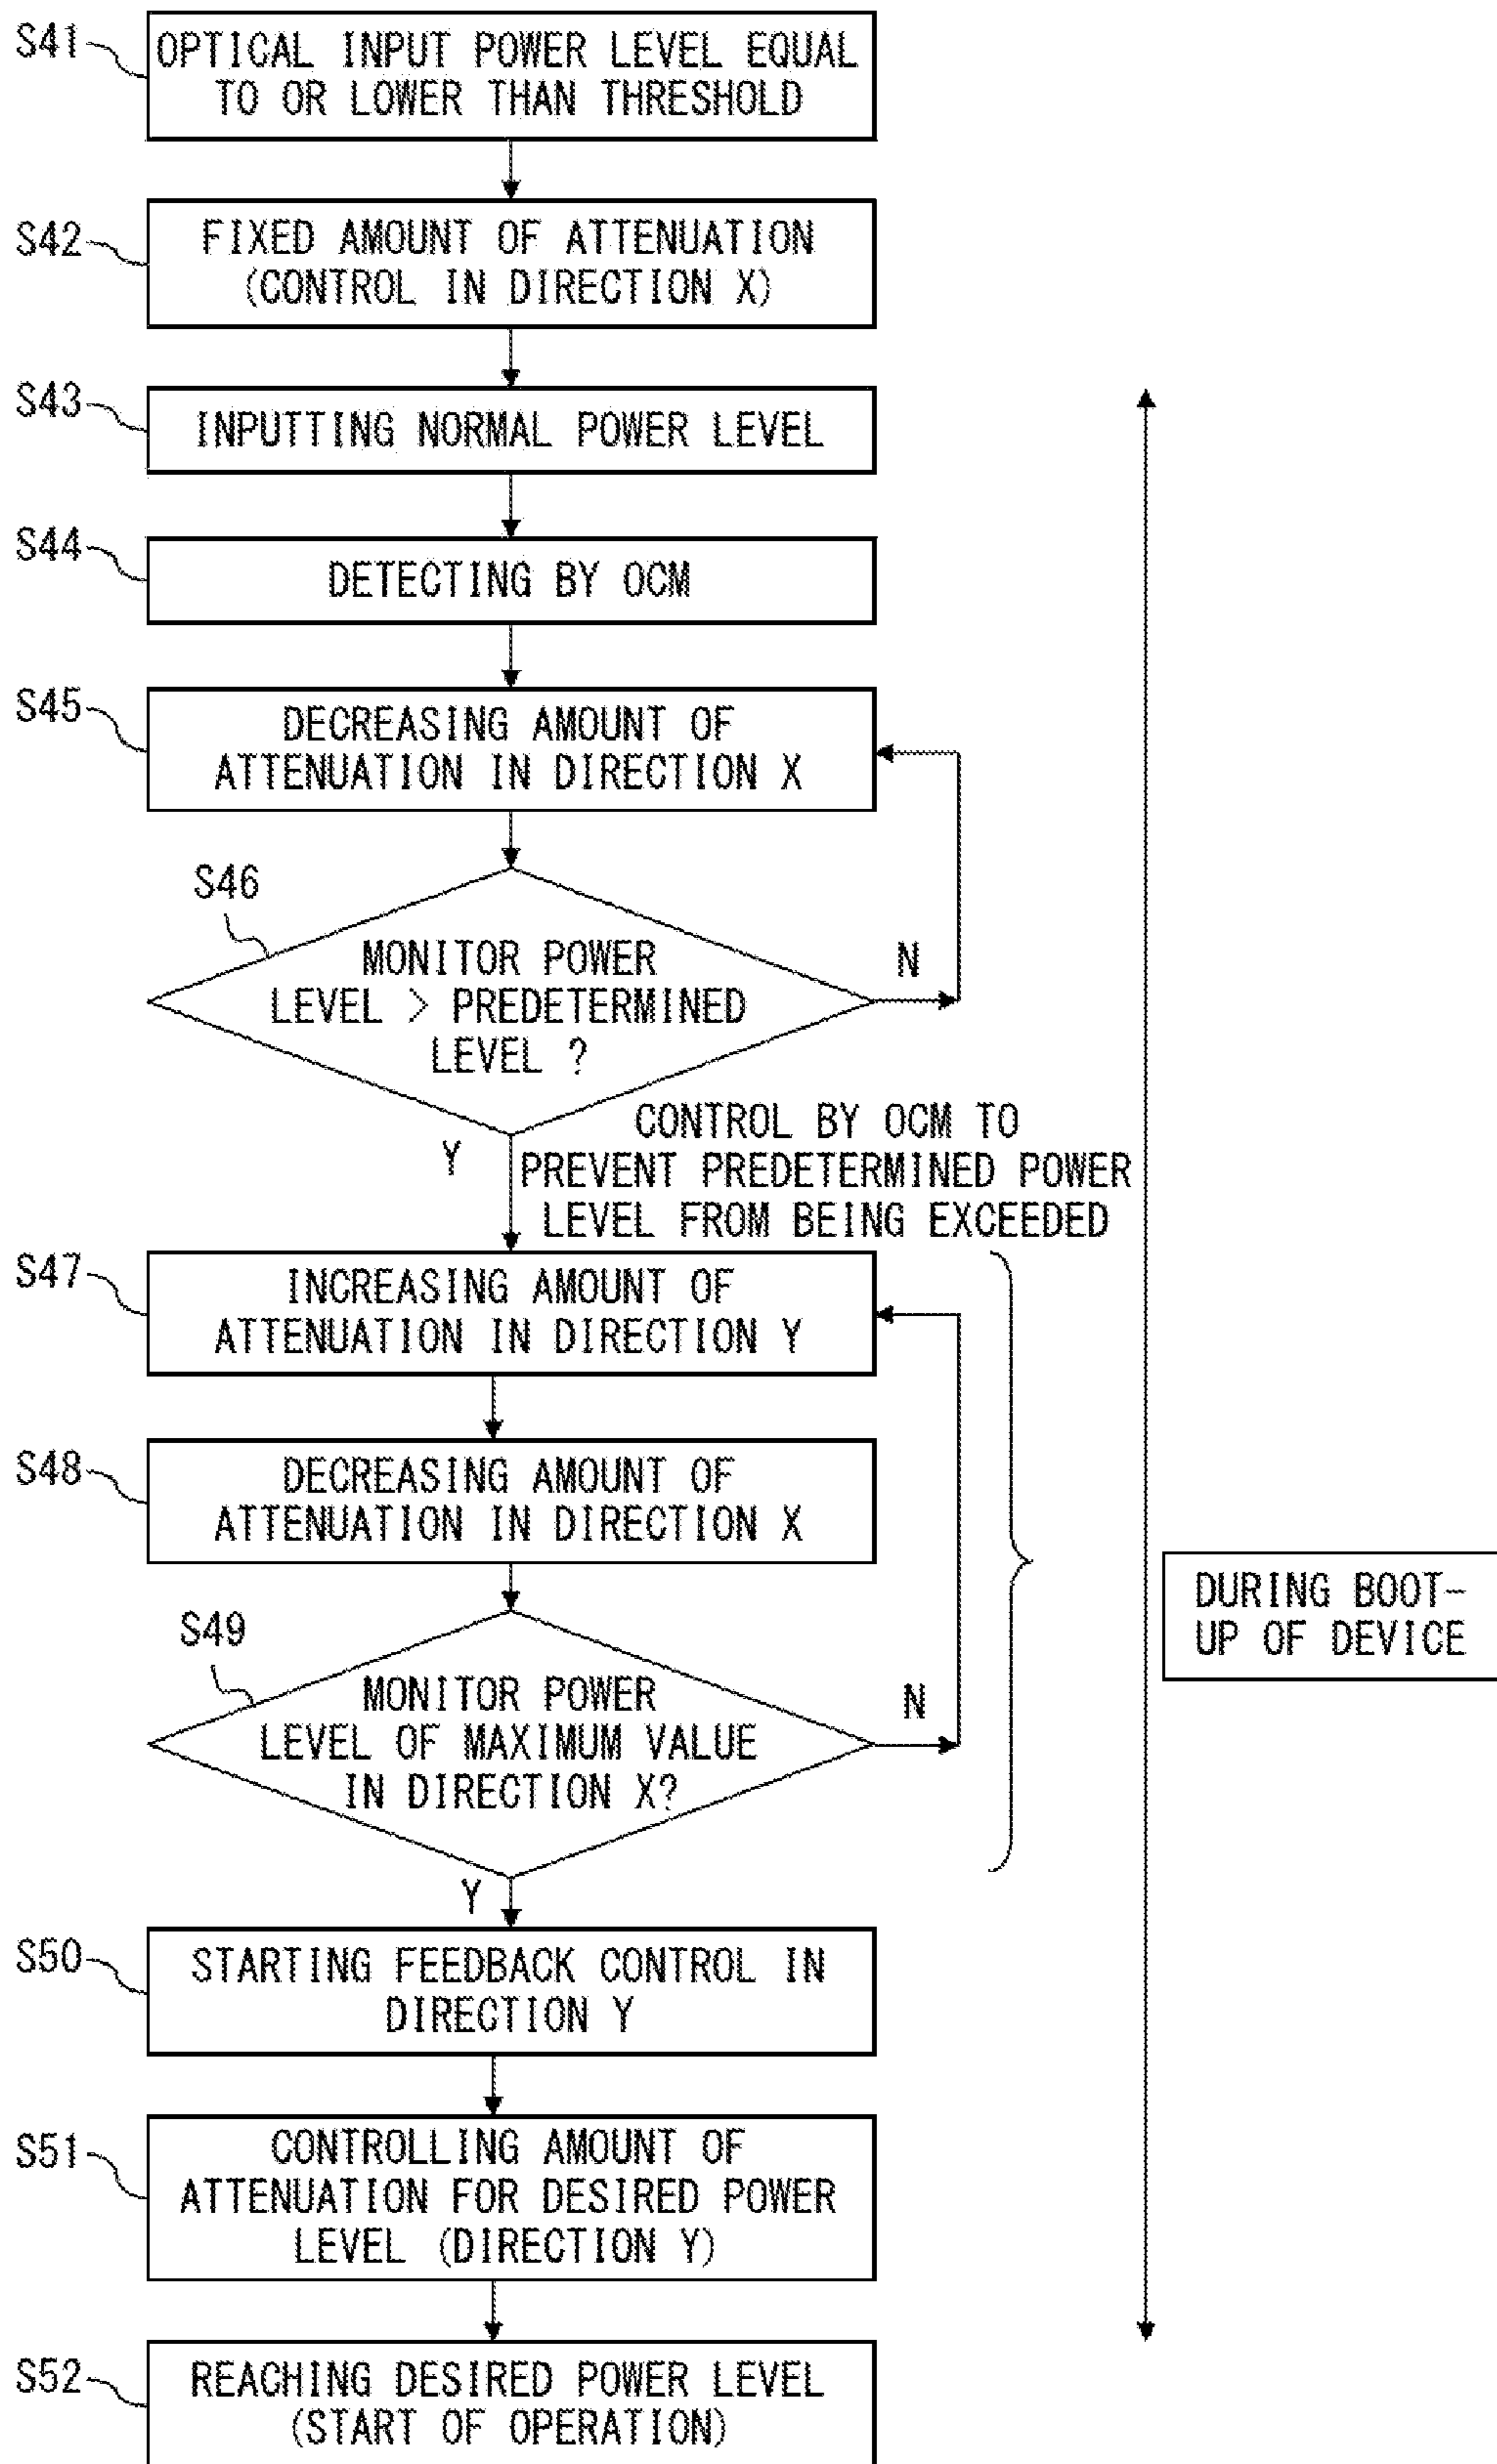 S41
OPTICAL INPUT POWER LEVEL EQUAL
TO OR LOWER THAN THRESHOLD
S42
FIXED AMOUNT OF ATTENUATION
(CONTROL IN DIRECTION X)
S43
INPUTTING NORMAL POWER LEVEL
S44
DETECTING BY OCM
S45
DECREASING AMOUNT OF
ATTENUATION IN DIRECTION X
S46
MONITOR POWER
LEVEL > PREDETERMINED
LEVEL ?
N
Y
CONTROL BY OCM TO
PREVENT PREDETERMINED POWER
LEVEL FROM BEING EXCEEDED
S47
INCREASING AMOUNT OF
ATTENUATION IN DIRECTION Y
S48
DECREASING AMOUNT OF
ATTENUATION IN DIRECTION X
DURING BOOT-
UP OF DEVICE
S49
MONITOR POWER
LEVEL OF MAXIMUM VALUE
IN DIRECTION X?
N
Y
S50
STARTING FEEDBACK CONTROL IN
DIRECTION Y
S51
CONTROLLING AMOUNT OF
ATTENUATION FOR DESIRED POWER
LEVEL (DIRECTION Y)
S52
REACHING DESIRED POWER LEVEL
(START OF OPERATION)